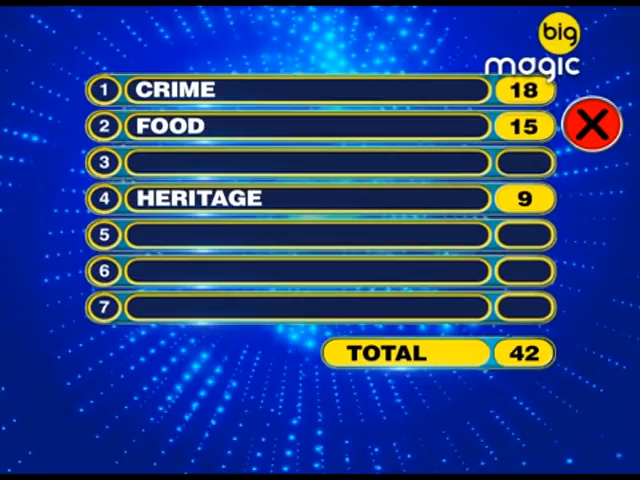 big
magic
1 CRIME 18
2 FOOD 15 X
3
4 HERITAGE 9
5
6
7
TOTAL 42